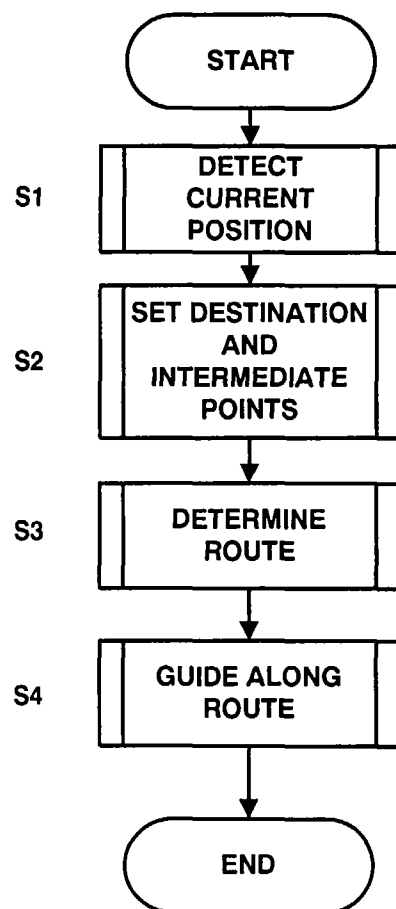 START
S1
DETECT
CURRENT
POSITION
S2
SET DESTINATION
AND
INTERMEDIATE
POINTS
S3
DETERMINE
ROUTE
S4
GUIDE ALONG
ROUTE
END